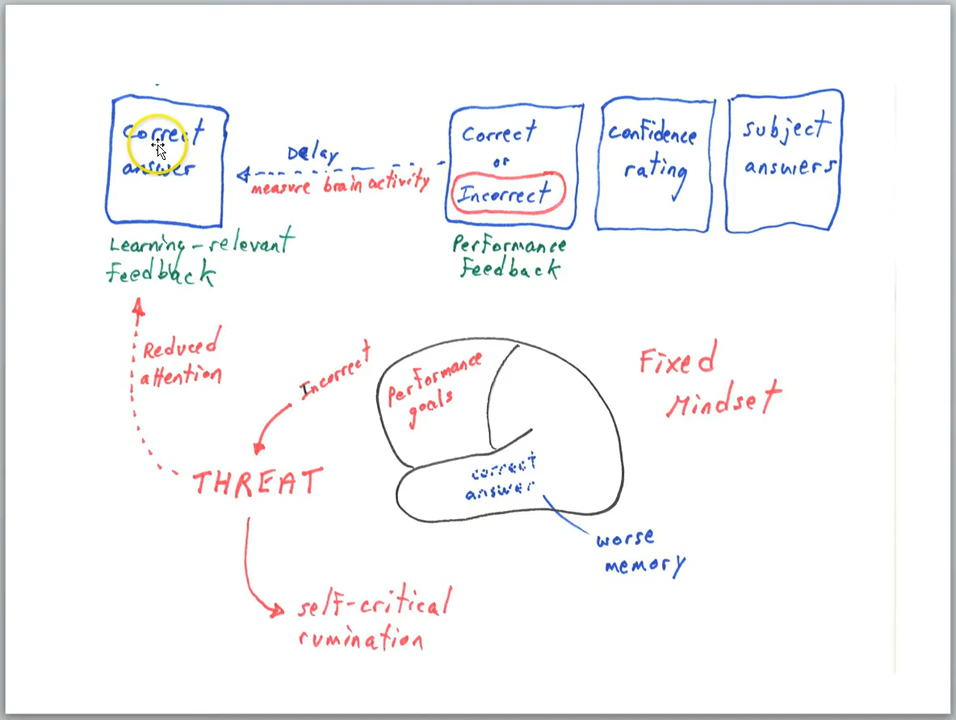 correct
answer
Delay
measure brain activity
Correct
or
Incorrect
confidence
rating
subject
answers
Learning-relevant
Feedback
Performance
Feedback
Reduced
attention
Incorrect
Performance
goals
Fixed
Mindset
THREAT
correct
answer
worse
memory
self-critical
rumination